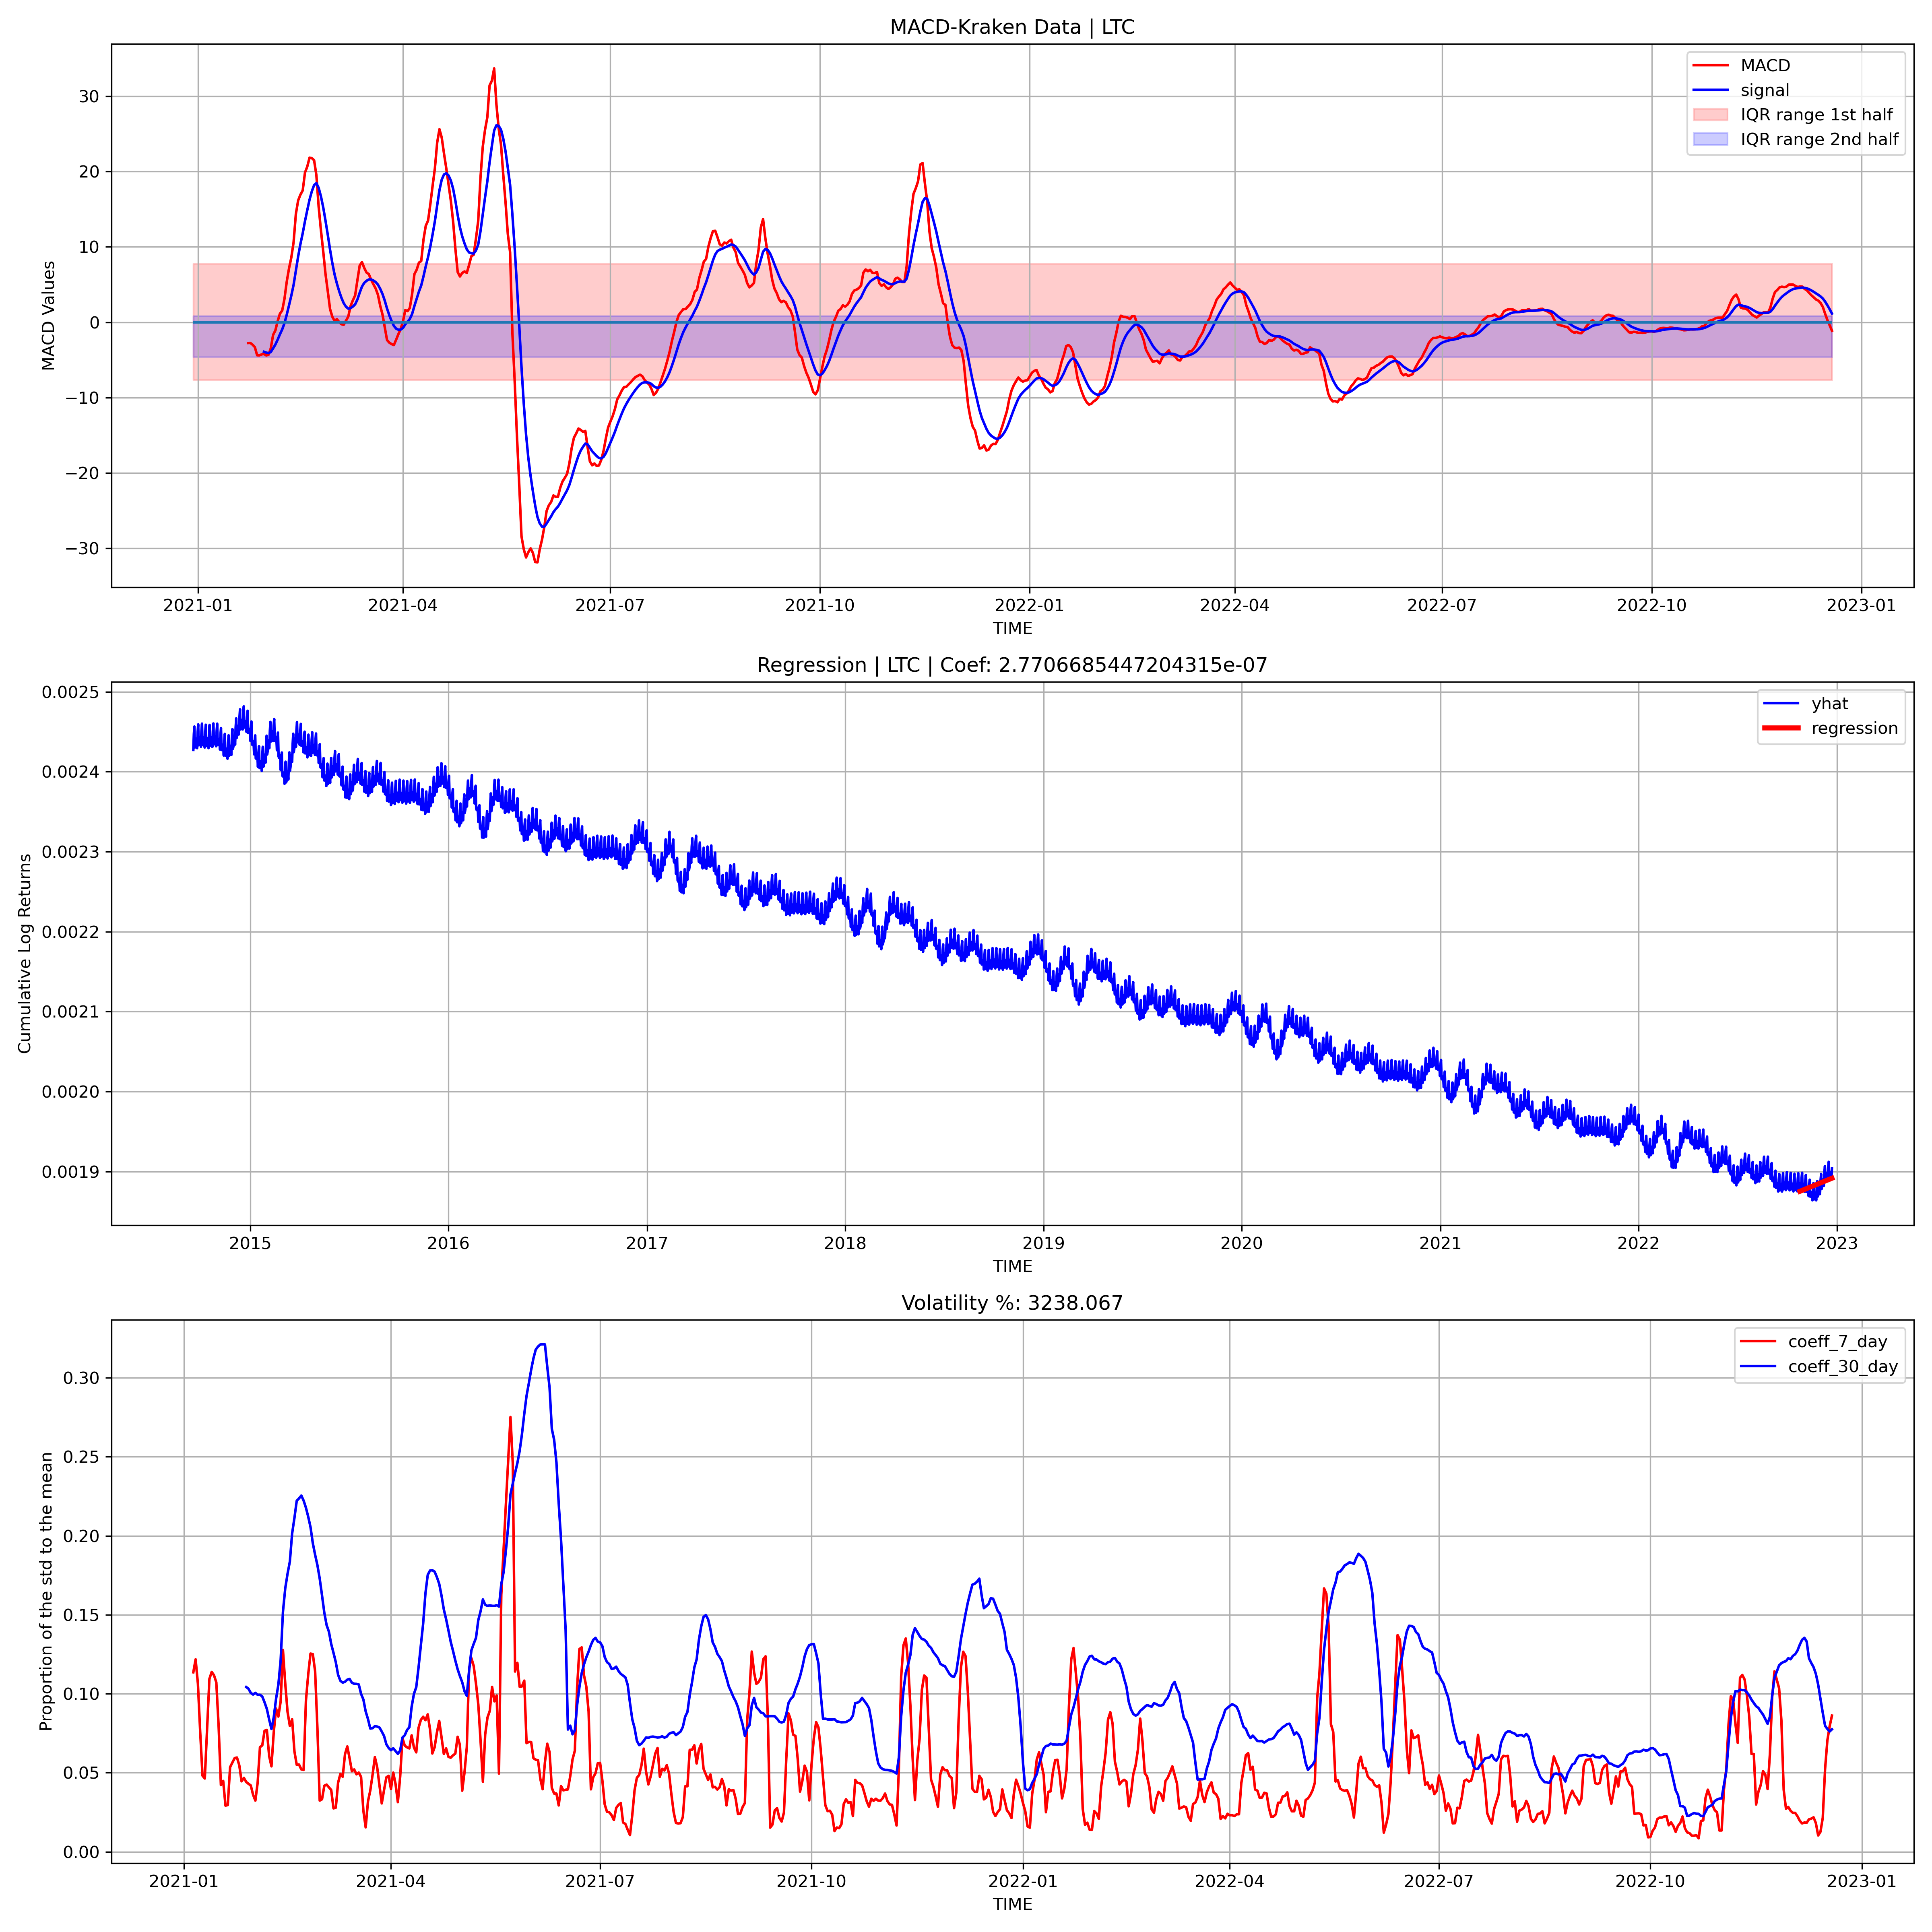 MACD-Kraken Data | LTC
MACD
signal
IQR range 1st half
IQR range 2nd half
MACD Values
30
20
10
0
−10
−20
−30
2021-01 2021-04 2021-07 2021-10 2022-01 2022-04 2022-07 2022-10 2023-01
TIME
Regression | LTC | Coef: 2.7706685447204315e-07
yhat
regression
Cumulative Log Returns
0.0025
0.0024
0.0023
0.0022
0.0021
0.0020
0.0019
2015 2016 2017 2018 2019 2020 2021 2022 2023
TIME
Volatility %: 3238.067
coeff_7_day
coeff_30_day
Proportion of the std to the mean
0.30
0.25
0.20
0.15
0.10
0.05
0.00
2021-01 2021-04 2021-07 2021-10 2022-01 2022-04 2022-07 2022-10 2023-01
TIME